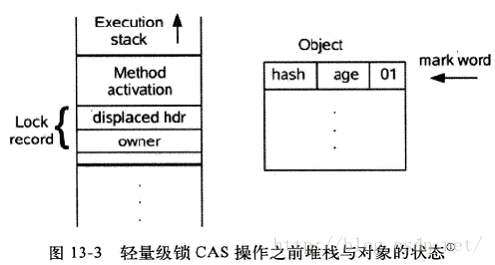 Execution
stack
Method
activation
Lock
record
displaced hdr
owner
Object
hash age 01
mark word
图 13-3 轻量级锁 CAS 操作之前堆栈与对象的状态①